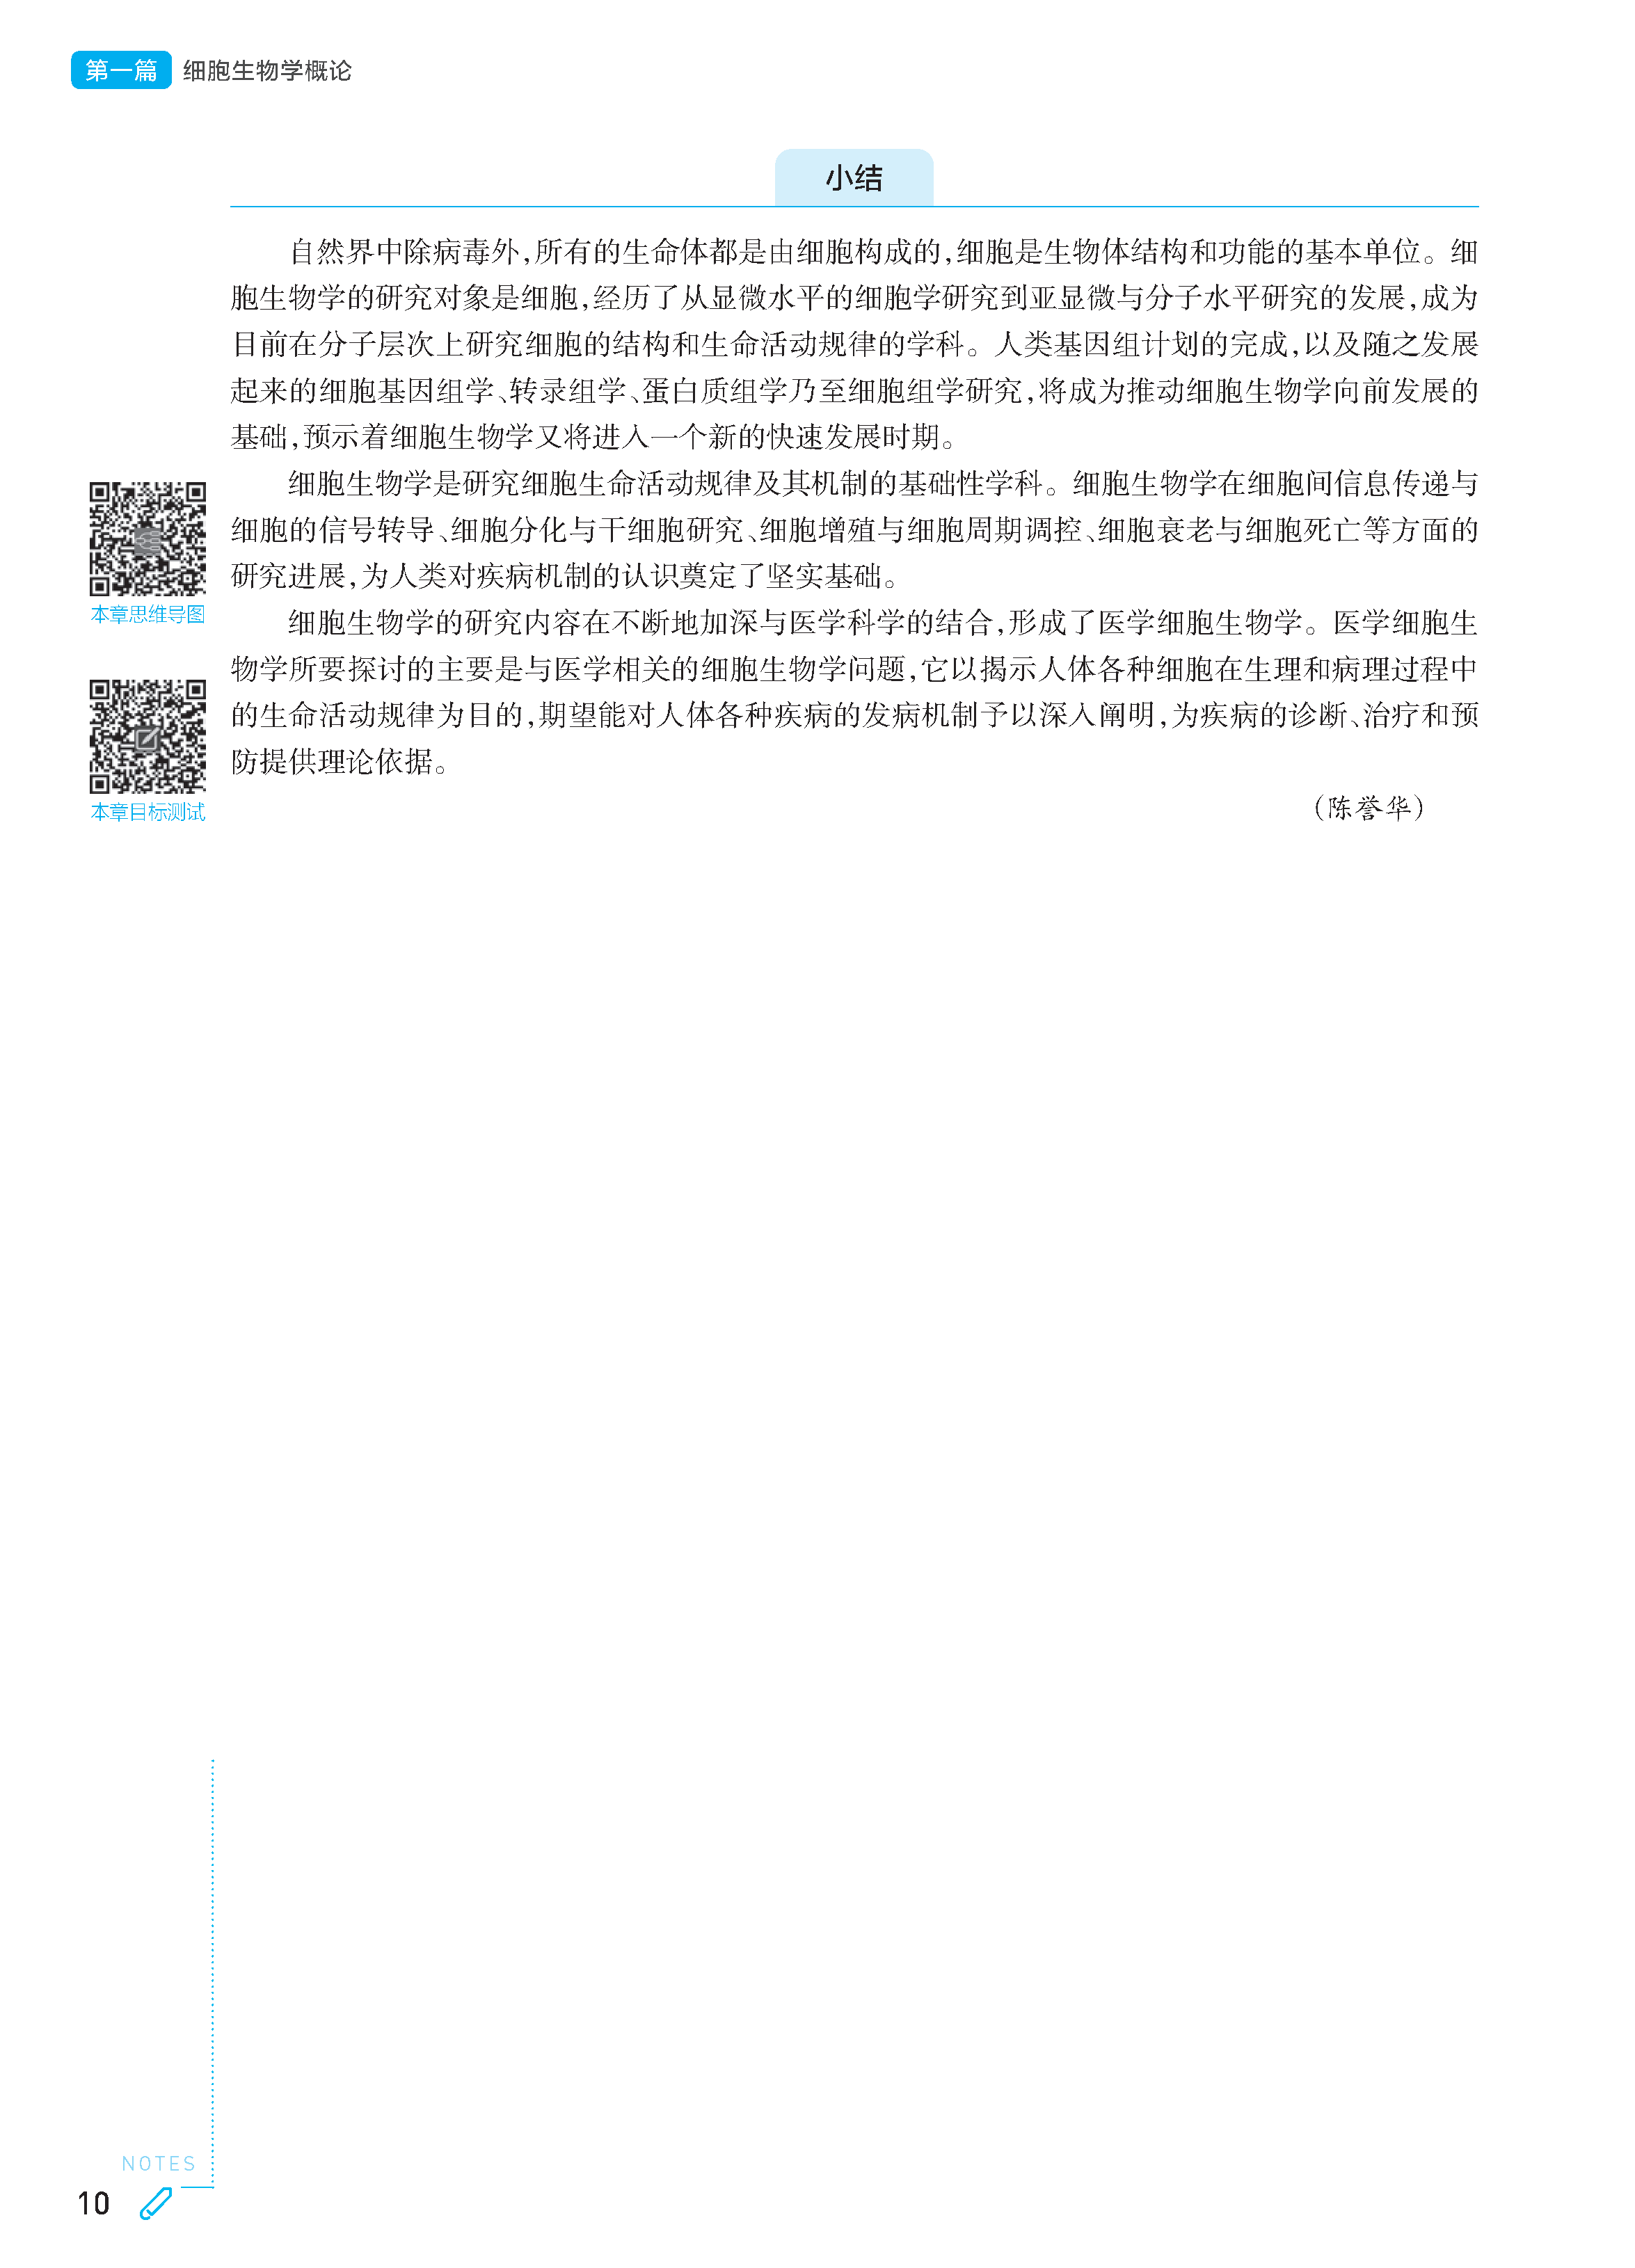 第一篇 细胞生物学概论
小结
自然界中除病毒外,所有的生命体都是由细胞构成的,细胞是生物体结构和功能的基本单位。细
胞生物学的研究对象是细胞,经历了从显微水平的细胞学研究到亚显微与分子水平研究的发展,成为
目前在分子层次上研究细胞的结构和生命活动规律的学科。人类基因组计划的完成,以及随之发展
起来的细胞基因组学、转录组学、蛋白质组学乃至细胞组学研究,将成为推动细胞生物学向前发展的
基础,预示着细胞生物学又将进入一个新的快速发展时期。
细胞生物学是研究细胞生命活动规律及其机制的基础性学科。细胞生物学在细胞间信息传递与
细胞的信号转导、细胞分化与干细胞研究、细胞增殖与细胞周期调控、细胞衰老与细胞死亡等方面的
研究进展,为人类对疾病机制的认识奠定了坚实基础。
细胞生物学的研究内容在不断地加深与医学科学的结合,形成了医学细胞生物学。医学细胞生
物学所要探讨的主要是与医学相关的细胞生物学问题,它以揭示人体各种细胞在生理和病理过程中
的生命活动规律为目的,期望能对人体各种疾病的发病机制予以深入阐明,为疾病的诊断、治疗和预
防提供理论依据。
(陈誉华)
本章思维导图
本章目标测试
NOTES
10